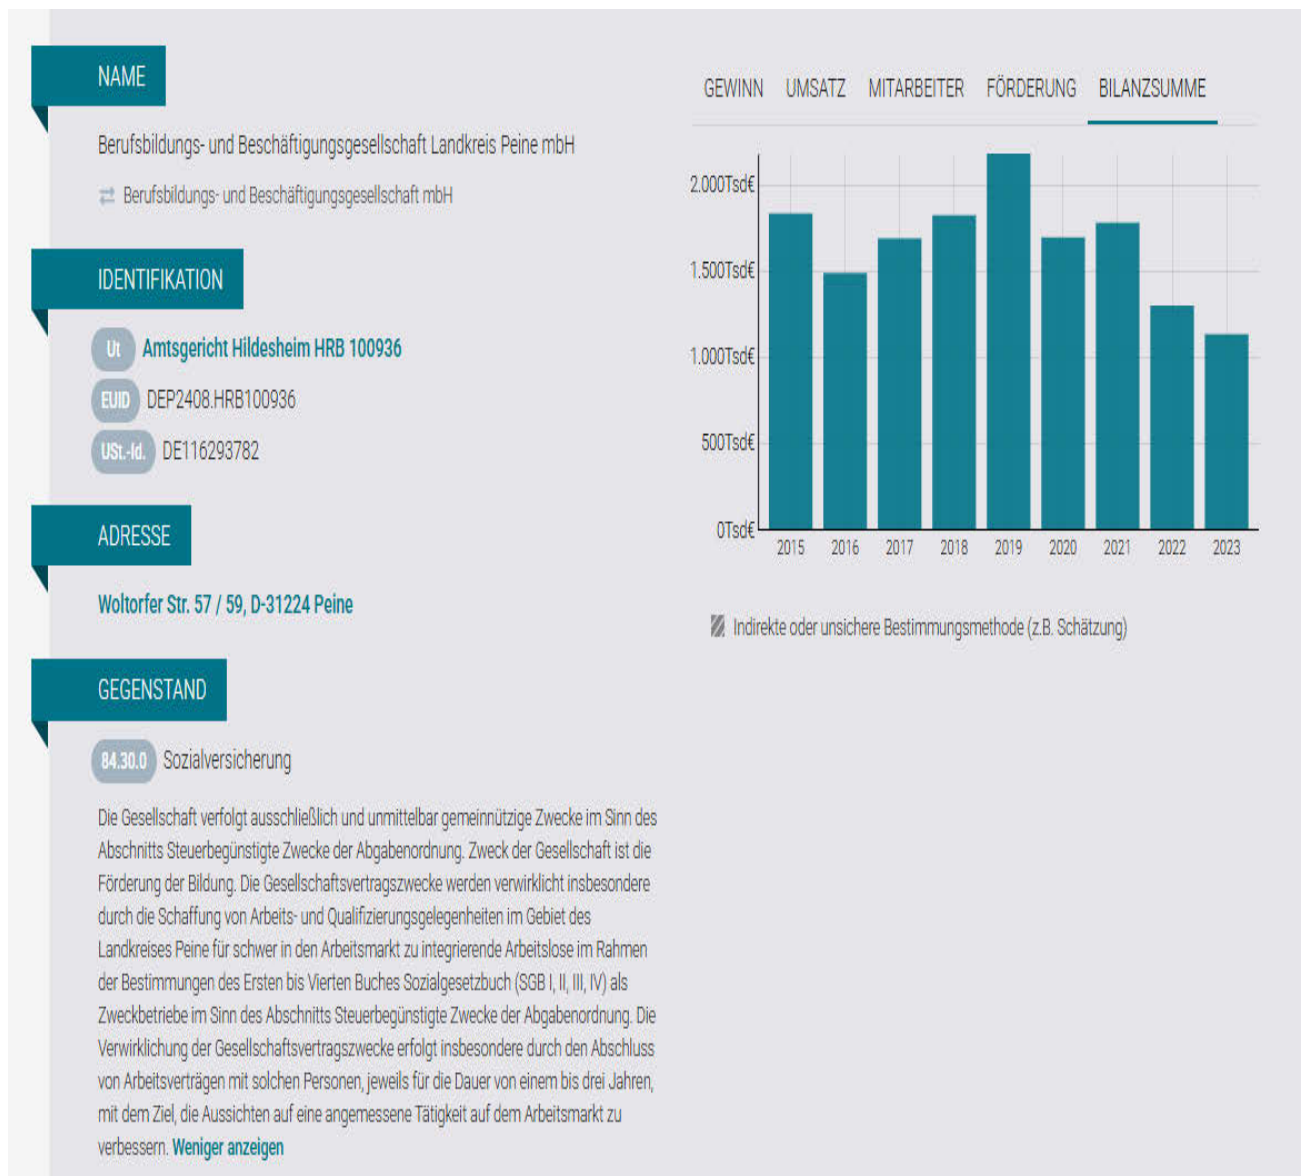 NAME
Berufsbildungs- und Beschäftigungsgesellschaft Landkreis Peine mbH
Berufsbildungs- und Beschäftigungsgesellschaft mbH
IDENTIFIKATION
Ut Amtsgericht Hildesheim HRB 100936
EUID DEP2408.HRB100936
USt.-Id. DE116293782
ADRESSE
Woltorfer Str. 57 / 59, D-31224 Peine
GEGENSTAND
84.30.0 Sozialversicherung
Die Gesellschaft verfolgt ausschließlich und unmittelbar gemeinnützige Zwecke im Sinn des
Abschnitts Steuerbegünstigte Zwecke der Abgabenordnung. Zweck der Gesellschaft ist die
Förderung der Bildung. Die Gesellschaftsvertragszwecke werden verwirklicht insbesondere
durch die Schaffung von Arbeits- und Qualifizierungsgelegenheiten im Gebiet des
Landkreises Peine für schwer in den Arbeitsmarkt zu integrierende Arbeitslose im Rahmen
der Bestimmungen des Ersten bis Vierten Buches Sozialgesetzbuch (SGB I, II, III, IV) als
Zweckbetriebe im Sinn des Abschnitts Steuerbegünstigte Zwecke der Abgabenordnung. Die
Verwirklichung der Gesellschaftsvertragszwecke erfolgt insbesondere durch den Abschluss
von Arbeitsverträgen mit solchen Personen, jeweils für die Dauer von einem bis drei Jahren,
mit dem Ziel, die Aussichten auf eine angemessene Tätigkeit auf dem Arbeitsmarkt zu
verbessern. Weniger anzeigen
GEWINN UMSATZ MITARBEITER FÖRDERUNG BILANZSUMME
2.000Tsd€
1.500Tsd€
1.000Tsd€
500Tsd€
0Tsd€
2015 2016 2017 2018 2019 2020 2021 2022 2023
Indirekte oder unsichere Bestimmungsmethode (z.B. Schätzung)